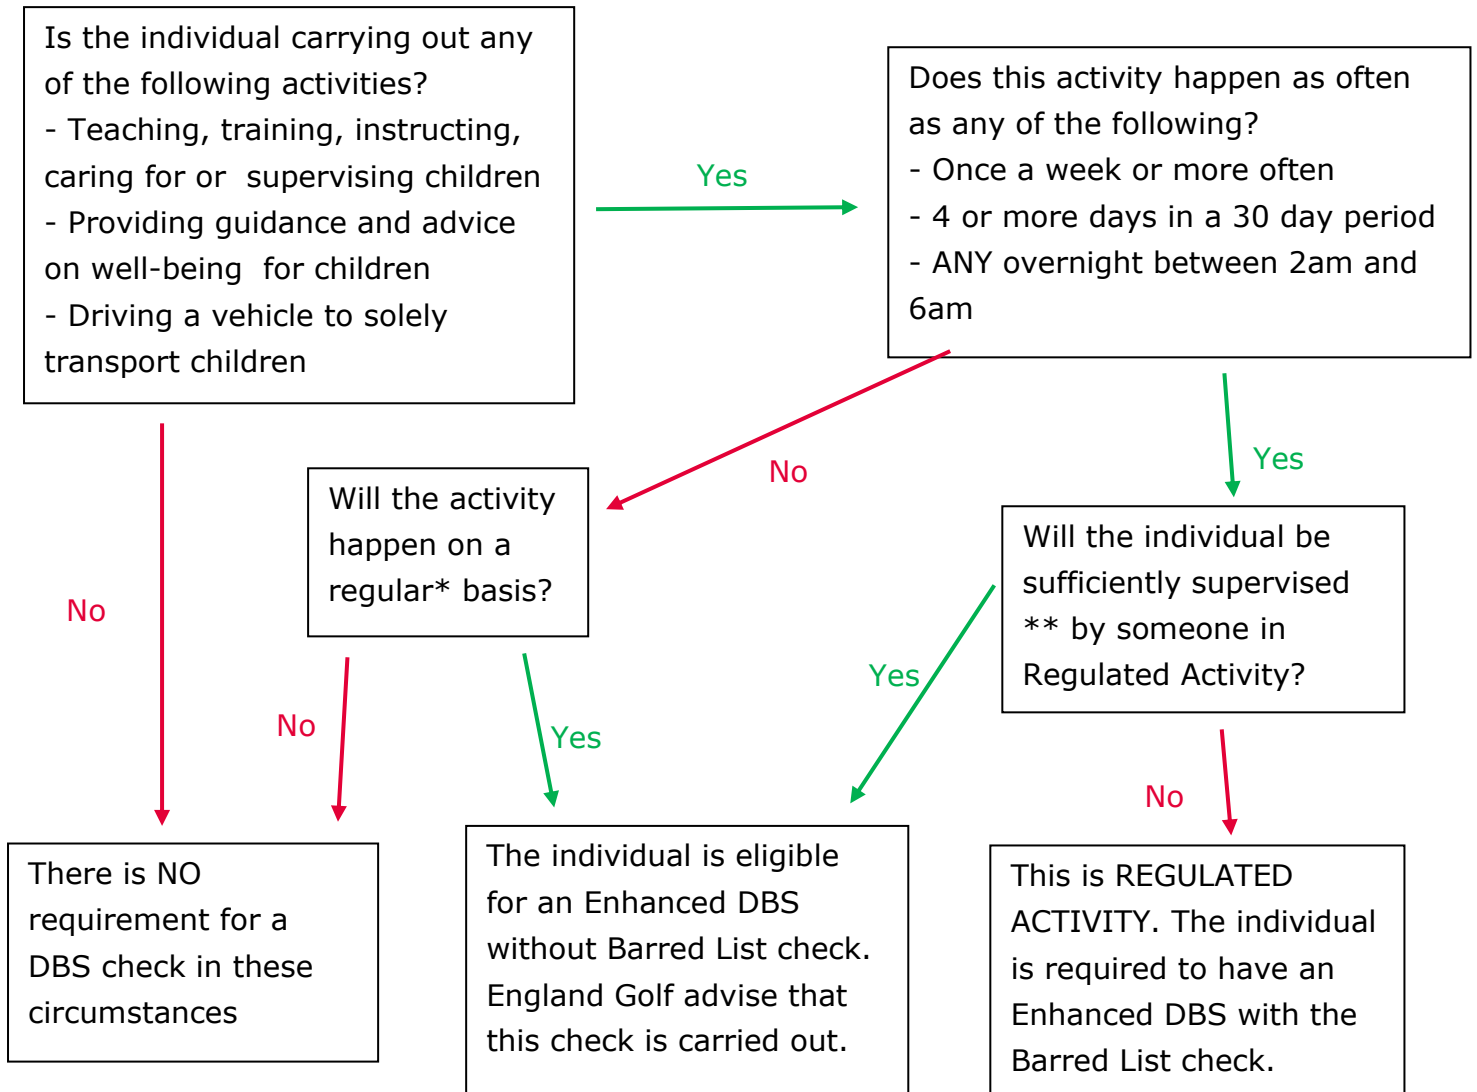 Is the individual carrying out any
of the following activities?
- Teaching, training, instructing,
caring for or  supervising children
- Providing guidance and advice
on well-being  for children
- Driving a vehicle to solely
transport children
Yes
Does this activity happen as often
as any of the following?
- Once a week or more often
- 4 or more days in a 30 day period
- ANY overnight between 2am and
6am
No
No
Yes
Will the activity
happen on a
regular* basis?
Will the individual be
sufficiently supervised
** by someone in
Regulated Activity?
No
Yes
Yes
No
There is NO
requirement for a
DBS check in these
circumstances
The individual is eligible
for an Enhanced DBS
without Barred List check.
England Golf advise that
this check is carried out.
This is REGULATED
ACTIVITY. The individual
is required to have an
Enhanced DBS with the
Barred List check.